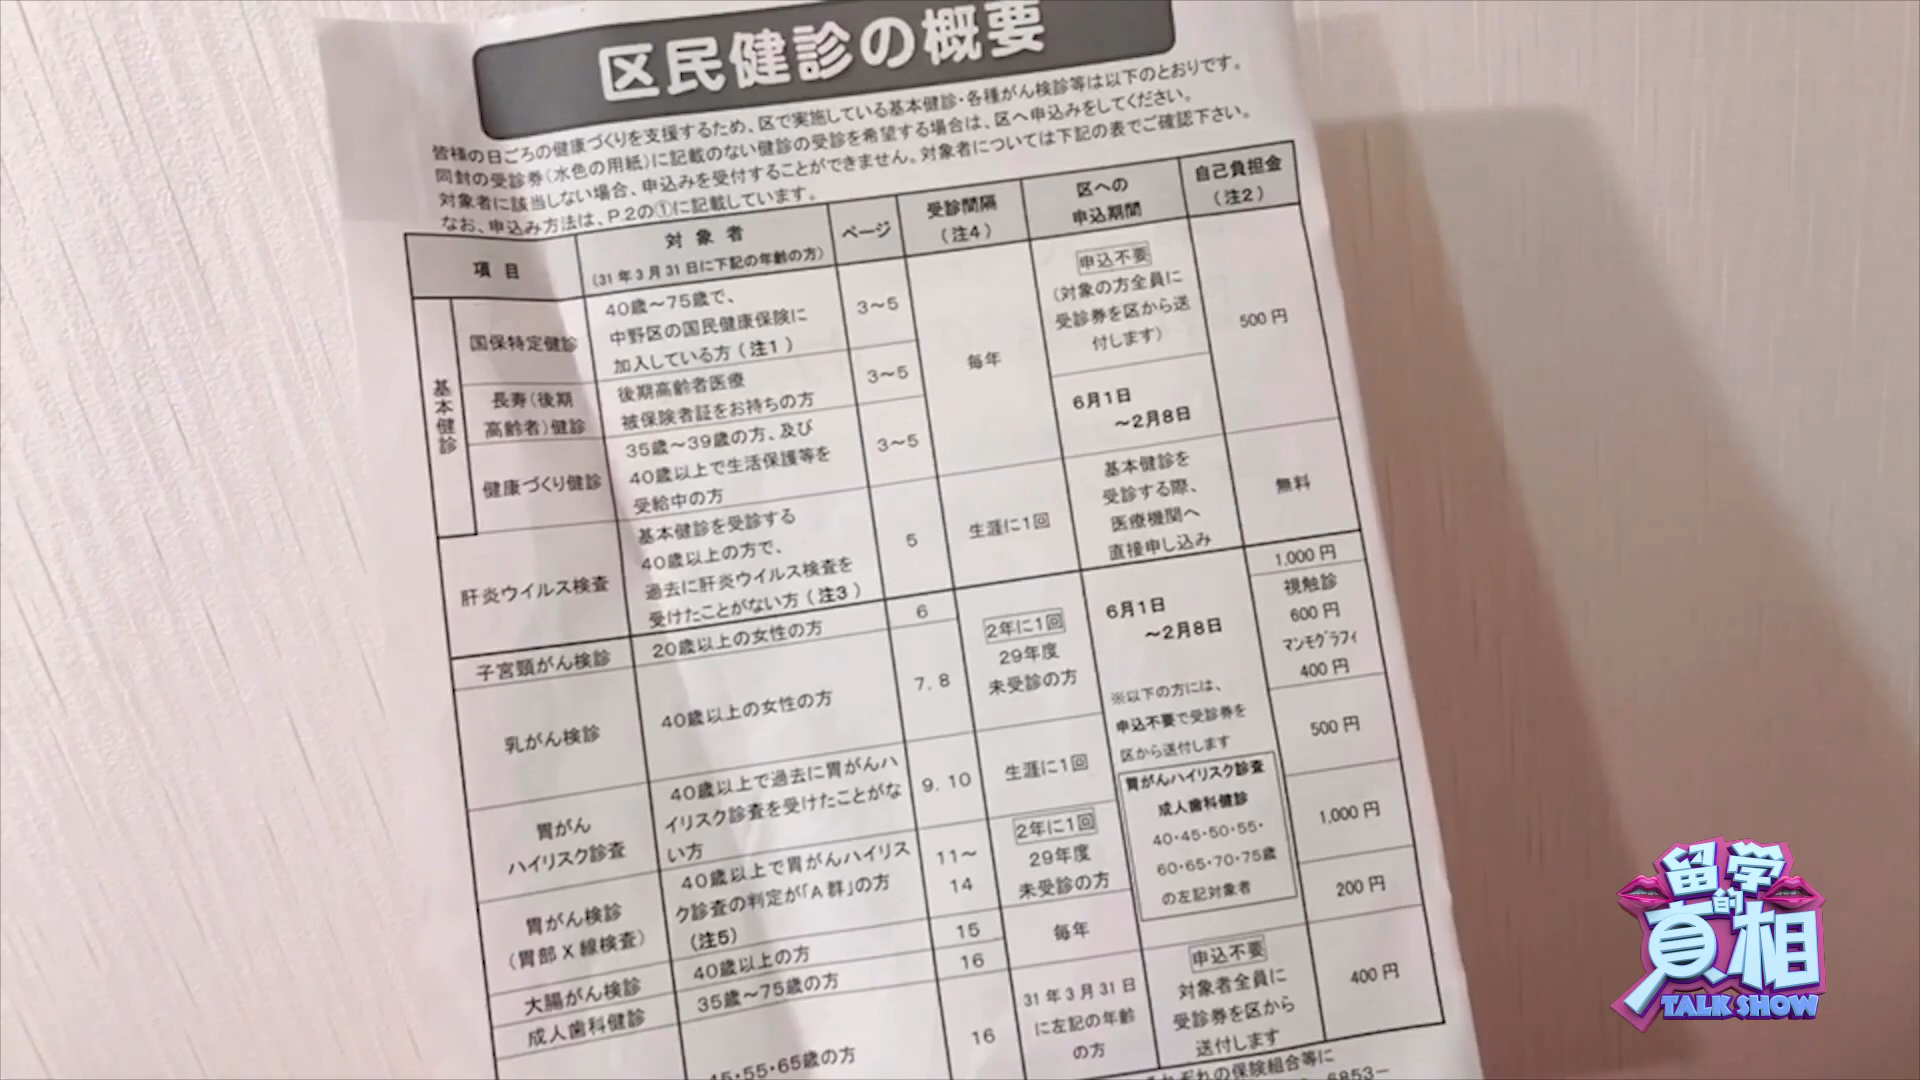 区民健診の概要
皆様の日ごろの健康づくりを支援するため、区で実施している基本健診・各種がん検診等は以下のとおりです。
同封の受診券(水色の用紙)に記載のない健診の受診を希望する場合は、区へ申込みをしてください。
対象者に該当しない場合、申込みを受付することができません。対象者については下記の表でご確認下さい。
なお、申込み方法は、P.2の①に記載しています。
項目
対象者
(31年3月31日に下記の年齢の方)
ページ
受診間隔
(注4)
区への
申込期間
自己負担金
(注2)
基本健診
国保特定健診
40歳～75歳で、
中野区の国民健康保険に
加入している方(注1)
3～5
毎年
申込不要
(対象の方全員に
受診券を区から送
付します)
500円
長寿(後期
高齢者)健診
後期高齢者医療
被保険者証をお持ちの方
3～5
6月1日
～2月8日
健康づくり健診
35歳～39歳の方、及び
40歳以上で生活保護等を
受給中の方
3～5
肝炎ウイルス検査
基本健診を受診する
40歳以上の方で、
過去に肝炎ウイルス検査を
受けたことがない方(注3)
5
生涯に1回
基本健診を
受診する際、
医療機関へ
直接申し込み
無料
子宮頸がん検診
20歳以上の女性の方
6
2年に1回
29年度
未受診の方
6月1日
～2月8日
1,000円
乳がん検診
40歳以上の女性の方
7, 8
視触診
600円
マンモグラフィ
400円
胃がん
ハイリスク診査
40歳以上で過去に胃がんハ
イリスク診査を受けたことがな
い方
9, 10
生涯に1回
※以下の方には、
申込不要で受診券を
区から送付します
胃がんハイリスク診査
成人歯科健診
40・45・50・55・
60・65・70・75歳
の左記対象者
500円
胃がん検診
(胃部X線検査)
40歳以上で胃がんハイリス
ク診査の判定が「A群」の方
(注5)
11～
14
2年に1回
29年度
未受診の方
1,000円
大腸がん検診
40歳以上の方
15
毎年
200円
成人歯科健診
35歳～75歳の方
16
45・55・65歳の方
16
31年3月31日
に左記の年齢
の方
申込不要
対象者全員に
受診券を区から
送付します
400円
それぞれの保険組合等に
6853－
留学的真相
TALK SHOW